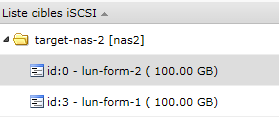 Liste cibles iSCSI
target-nas-2 [nas2]
id:0 - lun-form-2 ( 100.00 GB)
id:3 - lun-form-1 ( 100.00 GB)